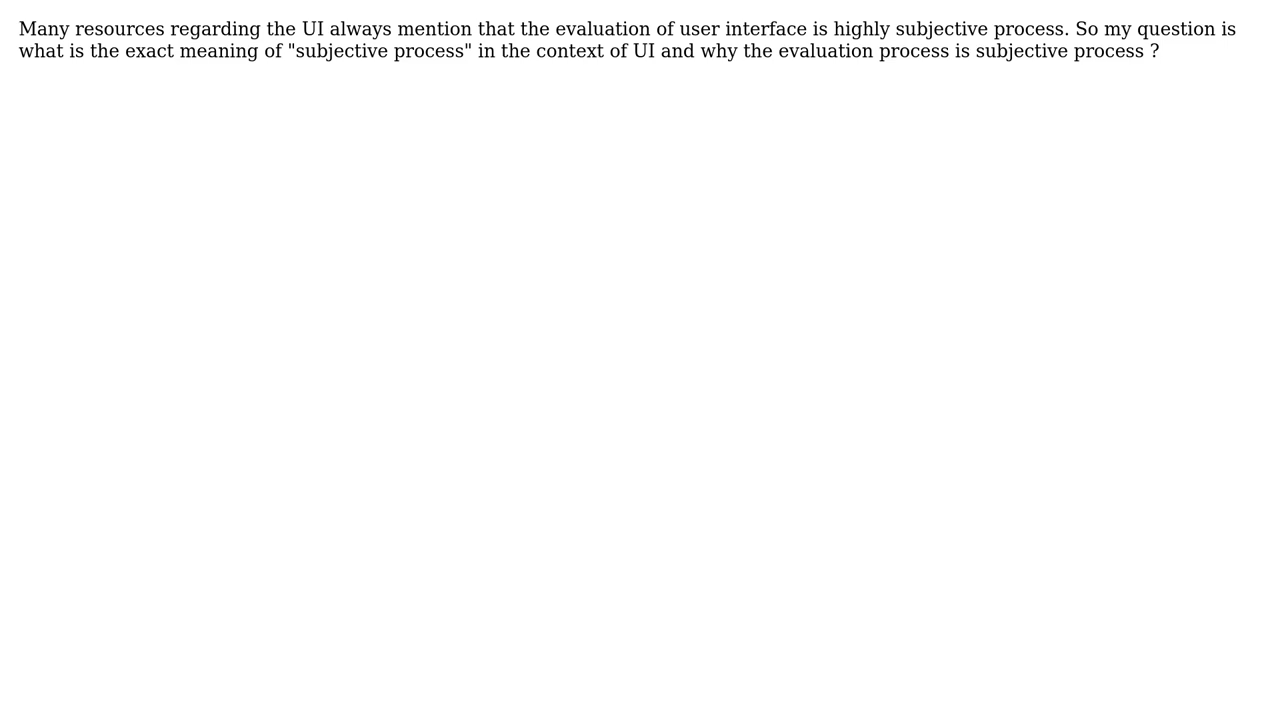 Many resources regarding the UI always mention that the evaluation of user interface is highly subjective process. So my question is
what is the exact meaning of "subjective process" in the context of UI and why the evaluation process is subjective process ?